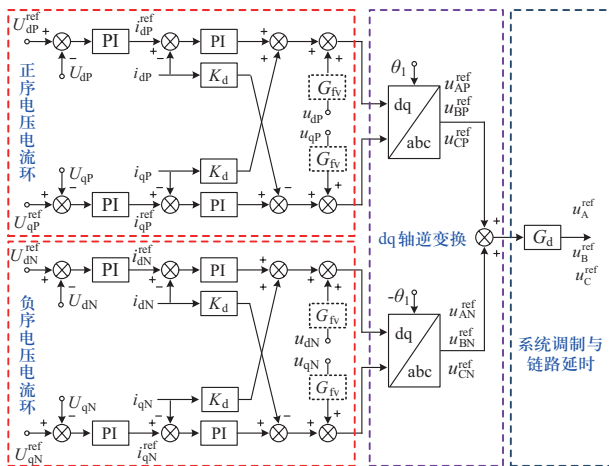 U_dP^ref
i_dP^ref
PI
PI
U_dP
i_dP
K_d
G_fv
u_dP
u_qP
G_fv
U_qP
i_qP
K_d
PI
PI
U_qP^ref
i_qP^ref
正序电压电流环
θ_1
dq
abc
u_AP^ref
u_BP^ref
u_CP^ref
U_dN^ref
i_dN^ref
PI
PI
U_dN
i_dN
K_d
G_fv
u_dN
u_qN
G_fv
U_qN
i_qN
K_d
PI
PI
U_qN^ref
i_qN^ref
负序电压电流环
dq轴逆变换
-θ_1
dq
abc
u_AN^ref
u_BN^ref
u_CN^ref
G_d
u_A^ref
u_B^ref
u_C^ref
系统调制与
链路延时